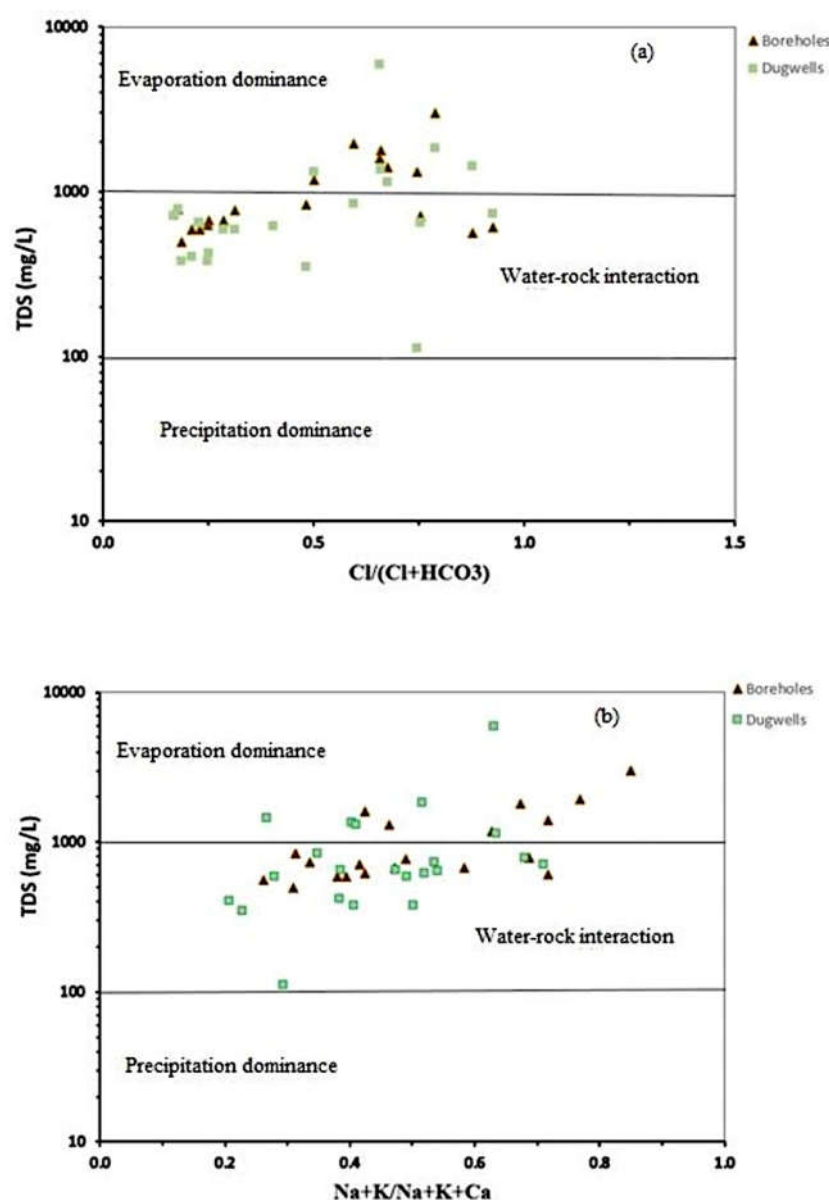 (a)
Boreholes
Dugwells
Evaporation dominance
Water-rock interaction
Precipitation dominance
TDS (mg/L)
10000
1000
100
10
0.0 0.5 1.0 1.5
Cl/(Cl+HCO3)
(b)
Boreholes
Dugwells
Evaporation dominance
Water-rock interaction
Precipitation dominance
TDS (mg/L)
10000
1000
100
10
0.0 0.2 0.4 0.6 0.8 1.0
Na+K/Na+K+Ca